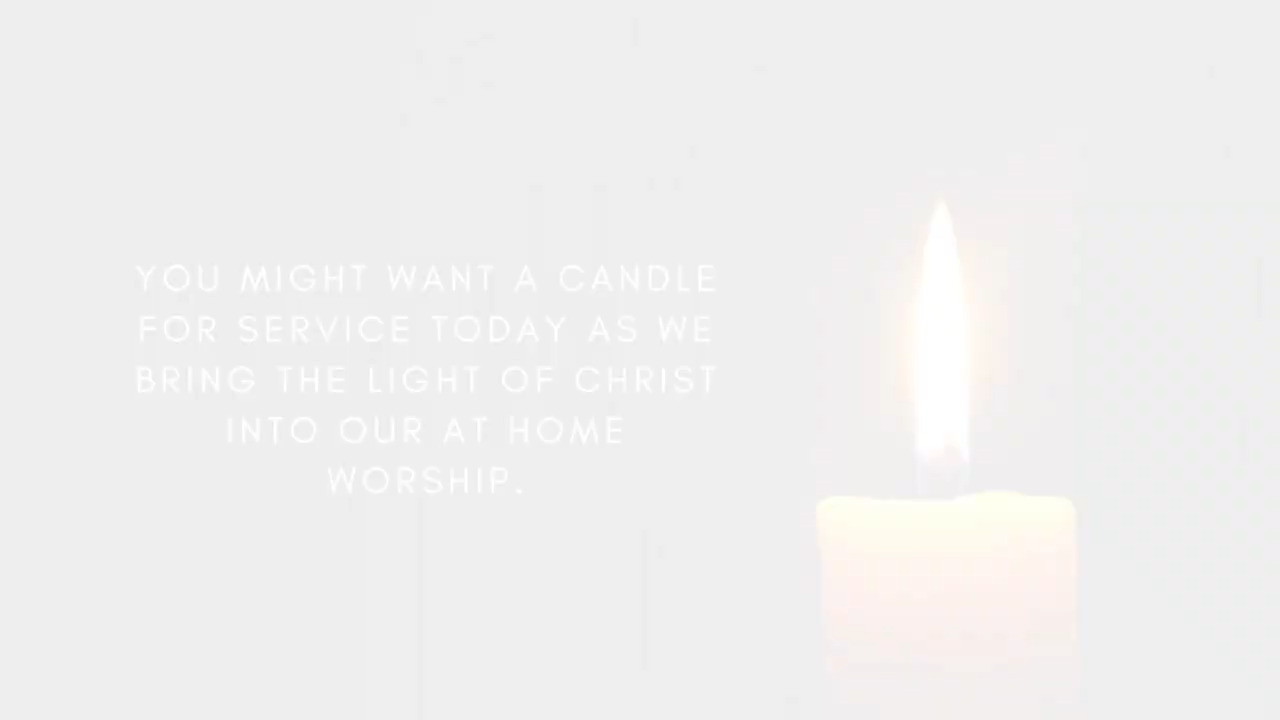 YOU MIGHT WANT A CANDLE
FOR SERVICE TODAY AS WE
BRING THE LIGHT OF CHRIST
INTO OUR AT HOME
WORSHIP.